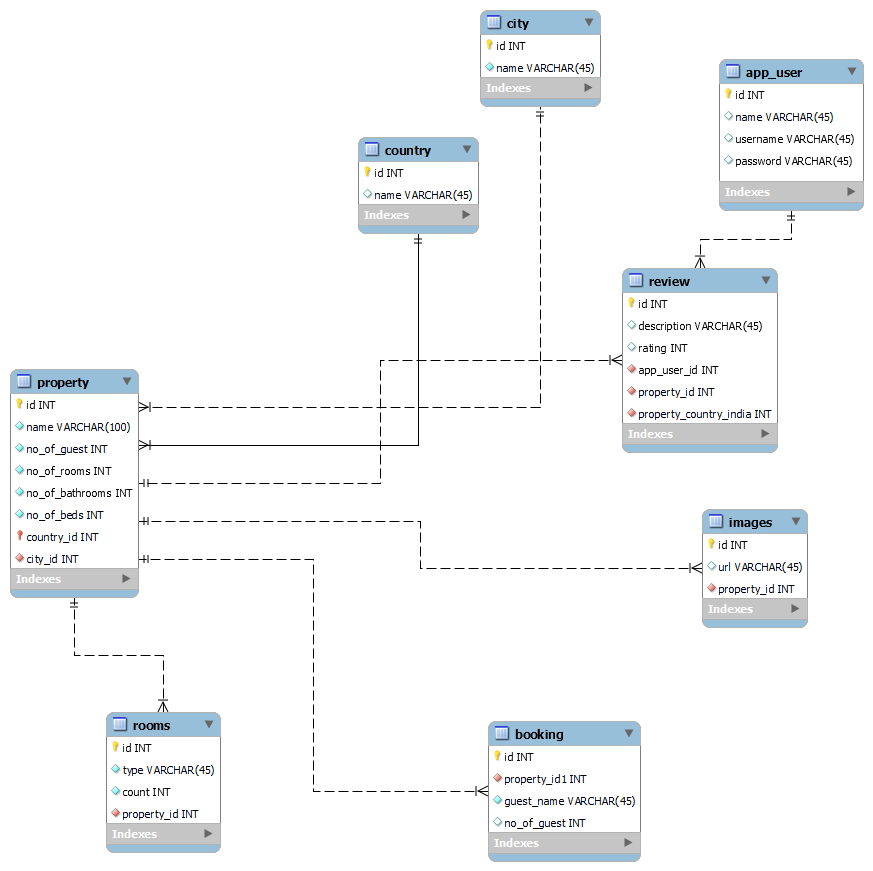 city
id INT
name VARCHAR(45)
Indexes
app_user
id INT
name VARCHAR(45)
username VARCHAR(45)
password VARCHAR(45)
Indexes
country
id INT
name VARCHAR(45)
Indexes
review
id INT
description VARCHAR(45)
rating INT
app_user_id INT
property_id INT
property_country_india INT
Indexes
property
id INT
name VARCHAR(100)
no_of_guest INT
no_of_rooms INT
no_of_bathrooms INT
no_of_beds INT
country_id INT
city_id INT
Indexes
images
id INT
url VARCHAR(45)
property_id INT
Indexes
rooms
id INT
type VARCHAR(45)
count INT
property_id INT
Indexes
booking
id INT
property_id1 INT
guest_name VARCHAR(45)
no_of_guest INT
Indexes